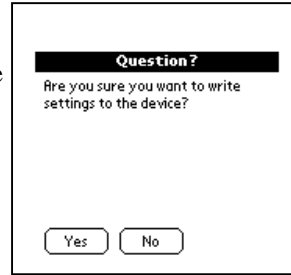 Question?
Are you sure you want to write
settings to the device?
Yes No